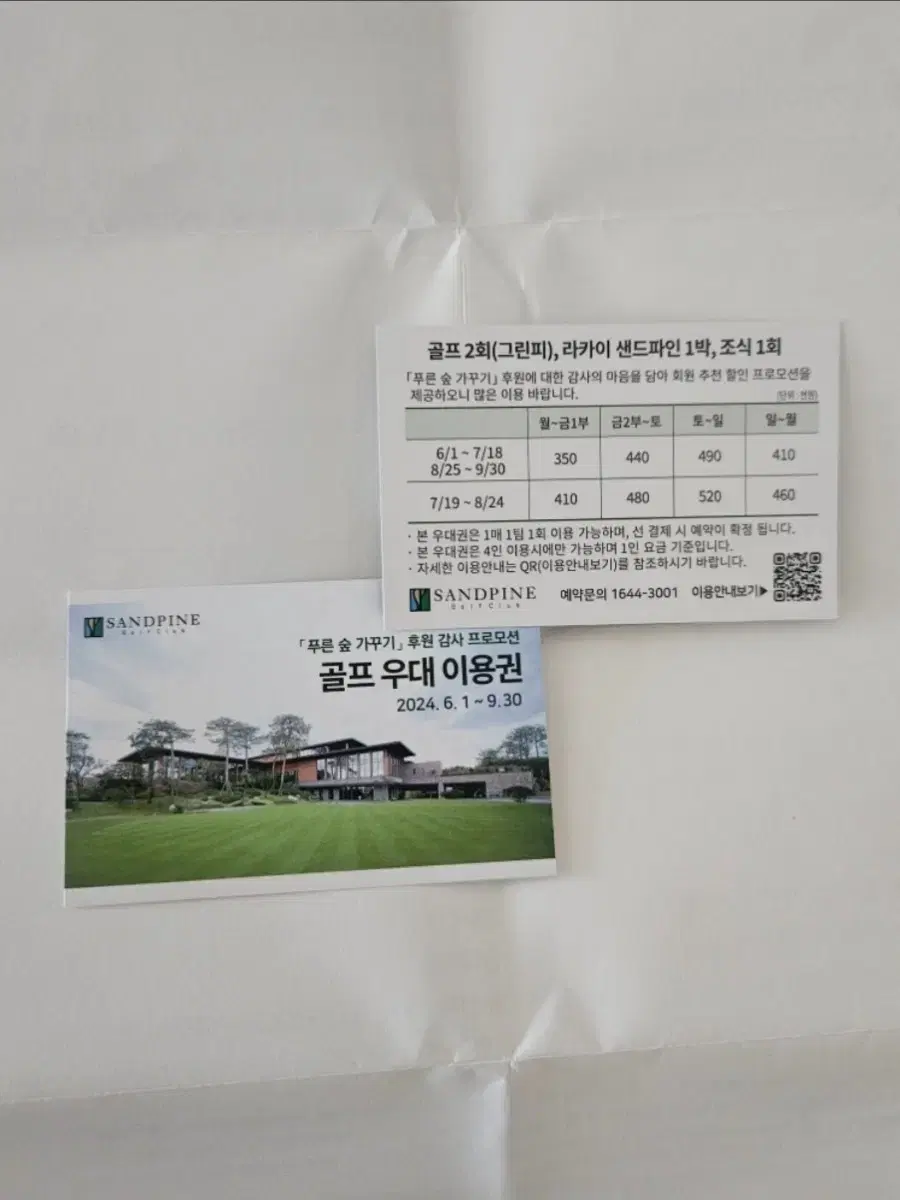 골프 2회(그린피), 라카이 샌드파인 1박, 조식 1회
「푸른 숲 가꾸기」 후원에 대한 감사의 마음을 담아 회원 추천 할인 프로모션을
제공하오니 많은 이용 바랍니다.
(단위 : 천원)
월~금1부 금2부~토 토~일 일~월
6/1 ~ 7/18
8/25 ~ 9/30
350 440 490 410
7/19 ~ 8/24 410 480 520 460
· 본 우대권은 1매 1팀 1회 이용 가능하며, 선 결제 시 예약이 확정 됩니다.
· 본 우대권은 4인 이용시에만 가능하며 1인 요금 기준입니다.
· 자세한 이용안내는 QR(이용안내보기)를 참조하시기 바랍니다.
SANDPINE
Golf Club
예약문의 1644-3001 이용안내보기▶
SANDPINE
Golf Club
「푸른 숲 가꾸기」 후원 감사 프로모션
골프 우대 이용권
2024. 6. 1 ~ 9.30